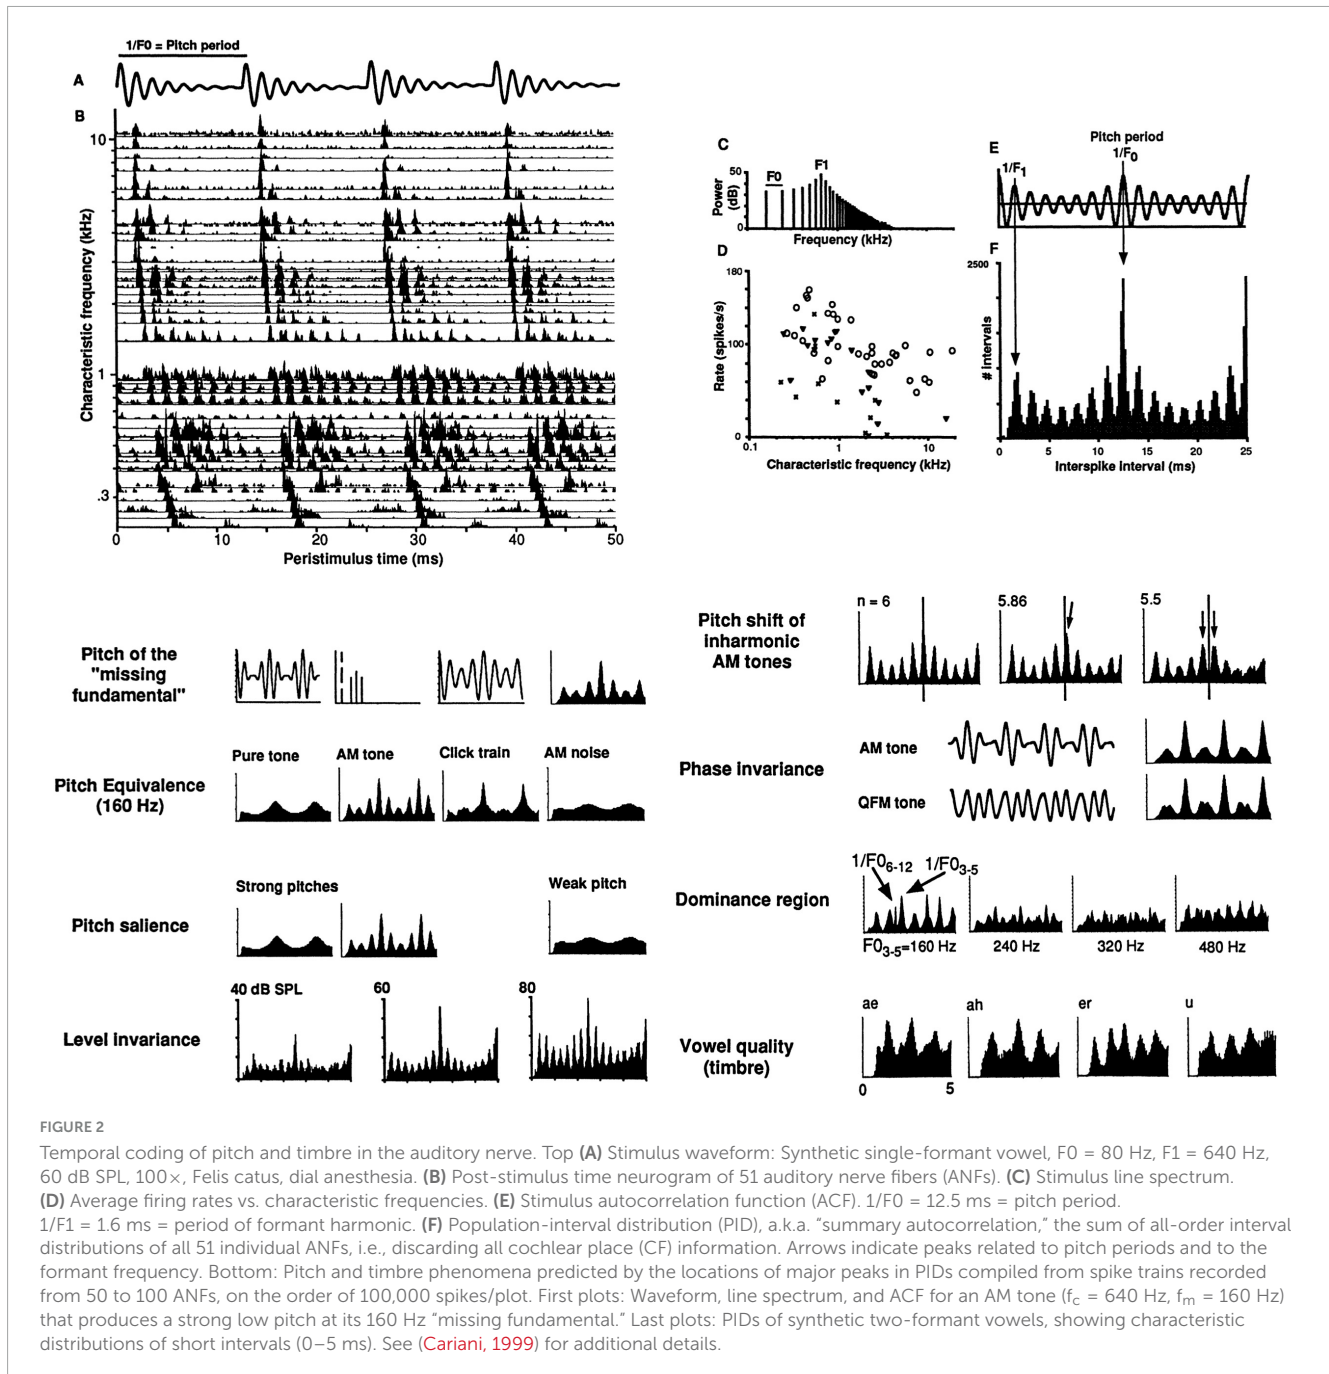 1/F0 = Pitch period
A
B
10
1
.3
Characteristic frequency (kHz)
0
10
20
30
40
50
Peristimulus time (ms)
C
F0
F1
50
0
Power
(dB)
Frequency (kHz)
D
180
100
0
Rate (spikes/s)
0.1
1
10
Characteristic frequency (kHz)
Pitch period
1/F0
E
1/F1
F
2500
# intervals
0
5
10
15
20
25
Interspike Interval (ms)
Pitch of the
"missing
fundamental"
Pitch Equivalence
(160 Hz)
Pure tone
AM tone
Click train
AM noise
Pitch salience
Strong pitches
Weak pitch
Level Invariance
40 dB SPL
60
80
Pitch shift of
inharmonic
AM tones
n = 6
5.86
5.5
Phase invariance
AM tone
QFM tone
Dominance region
1/F06-12
1/F03-5
F03-5=160 Hz
240 Hz
320 Hz
480 Hz
Vowel quality
(timbre)
ae
ah
er
u
0
5
FIGURE 2
Temporal coding of pitch and timbre in the auditory nerve. Top (A) Stimulus waveform: Synthetic single-formant vowel, F0 = 80 Hz, F1 = 640 Hz,
60 dB SPL, 100×, Felis catus, dial anesthesia. (B) Post-stimulus time neurogram of 51 auditory nerve fibers (ANFs). (C) Stimulus line spectrum.
(D) Average firing rates vs. characteristic frequencies. (E) Stimulus autocorrelation function (ACF). 1/F0 = 12.5 ms = pitch period.
1/F1 = 1.6 ms = period of formant harmonic. (F) Population-interval distribution (PID), a.k.a. “summary autocorrelation,” the sum of all-order interval
distributions of all 51 individual ANFs, i.e., discarding all cochlear place (CF) information. Arrows indicate peaks related to pitch periods and to the
formant frequency. Bottom: Pitch and timbre phenomena predicted by the locations of major peaks in PIDs compiled from spike trains recorded
from 50 to 100 ANFs, on the order of 100,000 spikes/plot. First plots: Waveform, line spectrum, and ACF for an AM tone (fc = 640 Hz, fm = 160 Hz)
that produces a strong low pitch at its 160 Hz “missing fundamental.” Last plots: PIDs of synthetic two-formant vowels, showing characteristic
distributions of short intervals (0–5 ms). See (Cariani, 1999) for additional details.